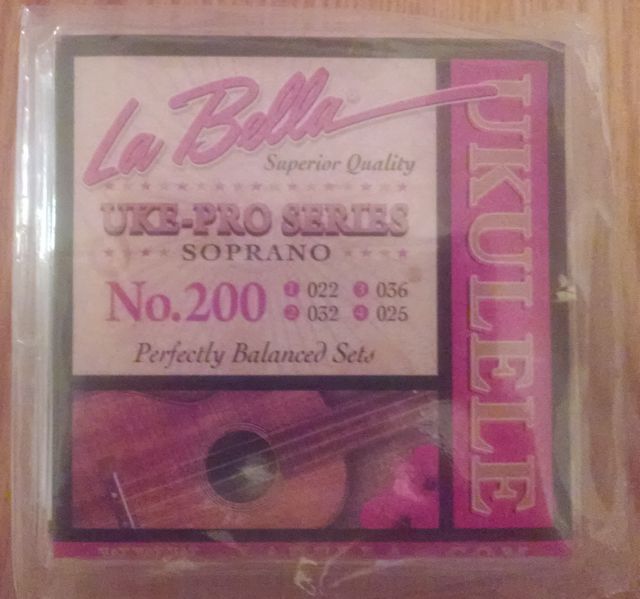 La Bella
Superior Quality
UKE-PRO SERIES
SOPRANO
No.200
1 022 3 036
2 032 4 025
Perfectly Balanced Sets
UKULELE